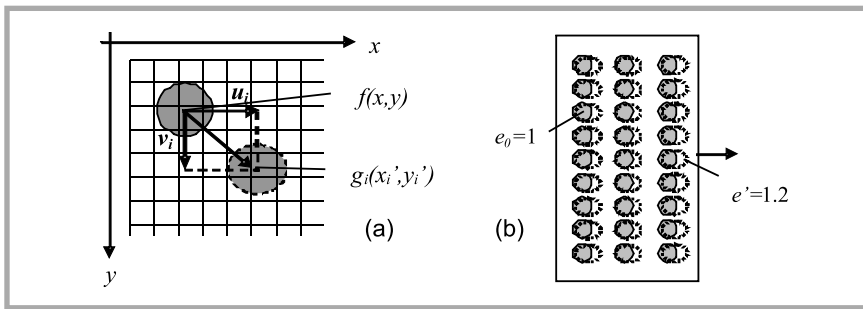 x
u_i
f(x,y)
v_i
g_i(x_i’,y_i’)
(a)
y
e_0=1
(b)
e’=1.2